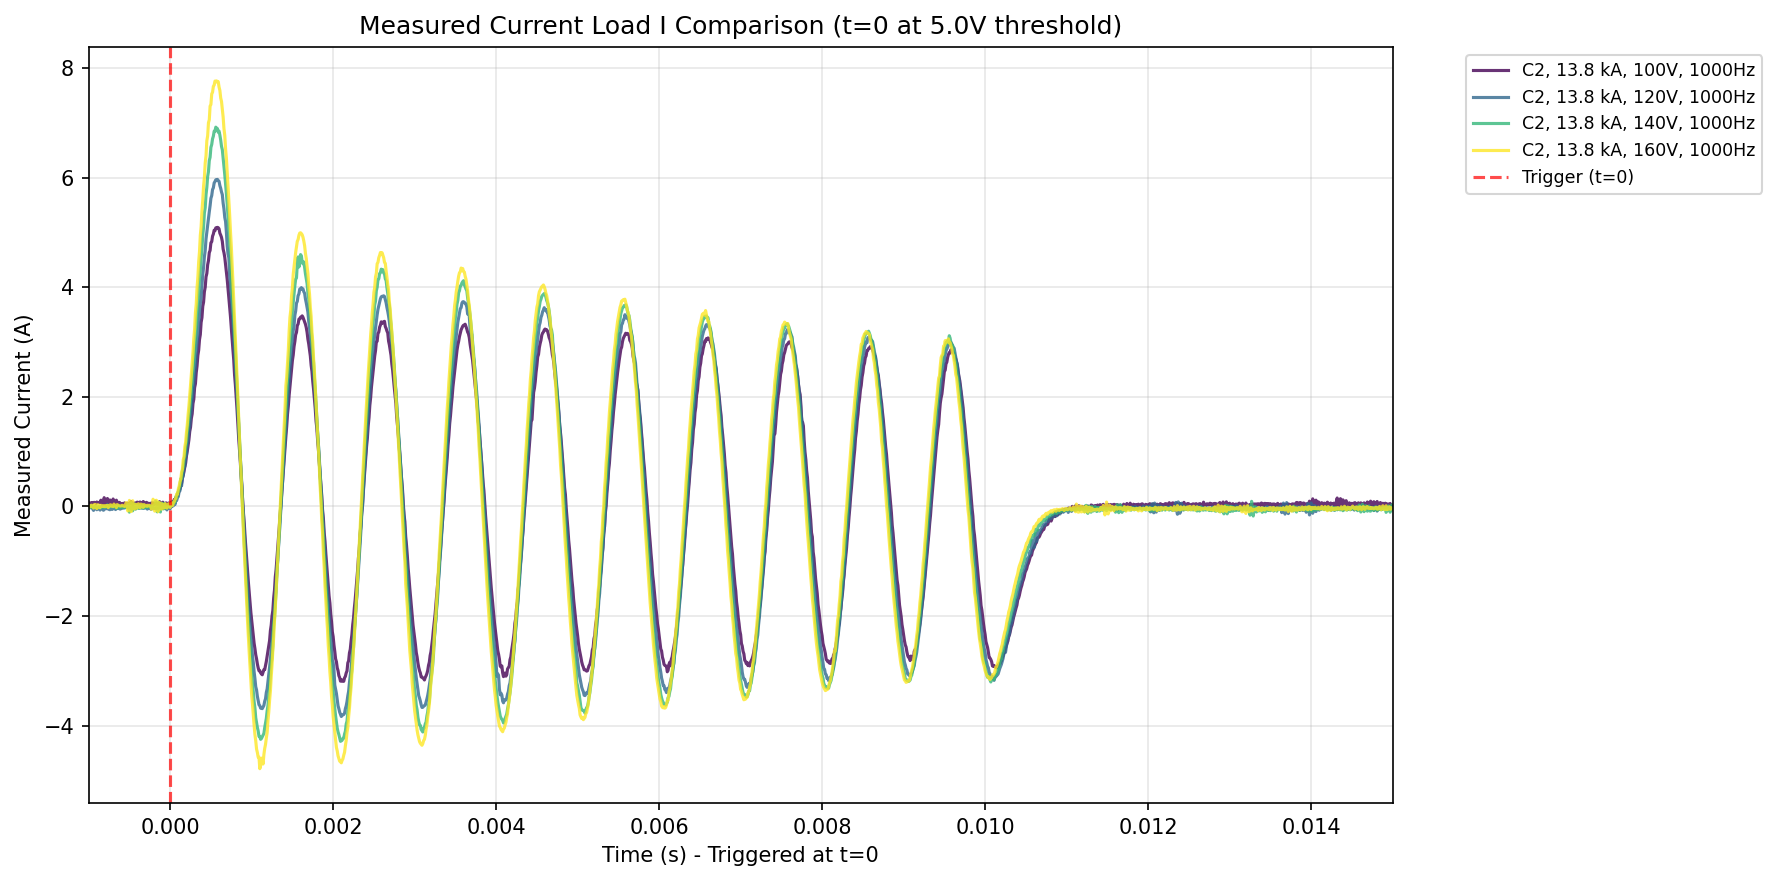 Measured Current Load I Comparison (t=0 at 5.0V threshold)
C2, 13.8 kA, 100V, 1000Hz
C2, 13.8 kA, 120V, 1000Hz
C2, 13.8 kA, 140V, 1000Hz
C2, 13.8 kA, 160V, 1000Hz
Trigger (t=0)
Measured Current (A)
8
6
4
2
0
−2
−4
0.000 0.002 0.004 0.006 0.008 0.010 0.012 0.014
Time (s) - Triggered at t=0